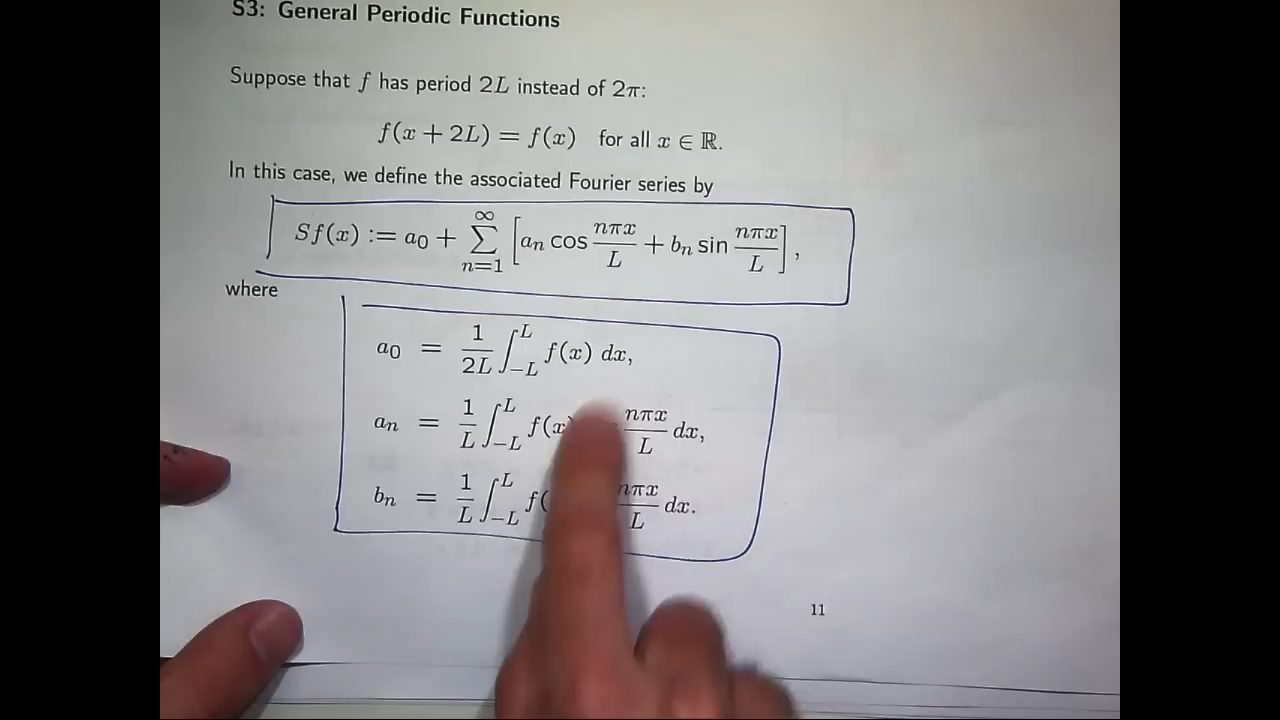 S3: General Periodic Functions
Suppose that f has period 2L instead of 2π:
f(x + 2L) = f(x) for all x ∈ ℝ.
In this case, we define the associated Fourier series by
Sf(x) := a₀ + ∑_{n=1}^{∞} [aₙ cos nπx/L + bₙ sin nπx/L],
where
a₀ = 1/2L ∫_{−L}^{L} f(x) dx,
aₙ = 1/L ∫_{−L}^{L} f(x nπx/L dx,
bₙ = 1/L ∫_{−L}^{L} f( nπx/L dx.
11